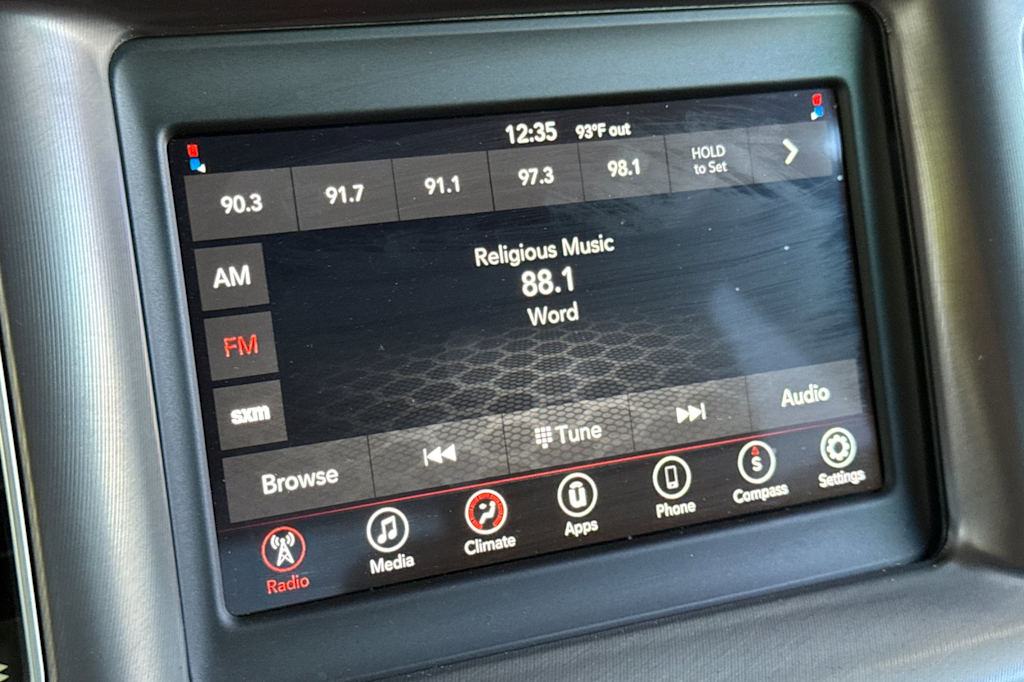 12:35 93°F out
90.3 91.7 91.1 97.3 98.1 HOLD to Set
AM
Religious Music
88.1
Word
FM
sxm
Browse Tune Audio
Radio Media Climate Apps Phone S Compass Settings